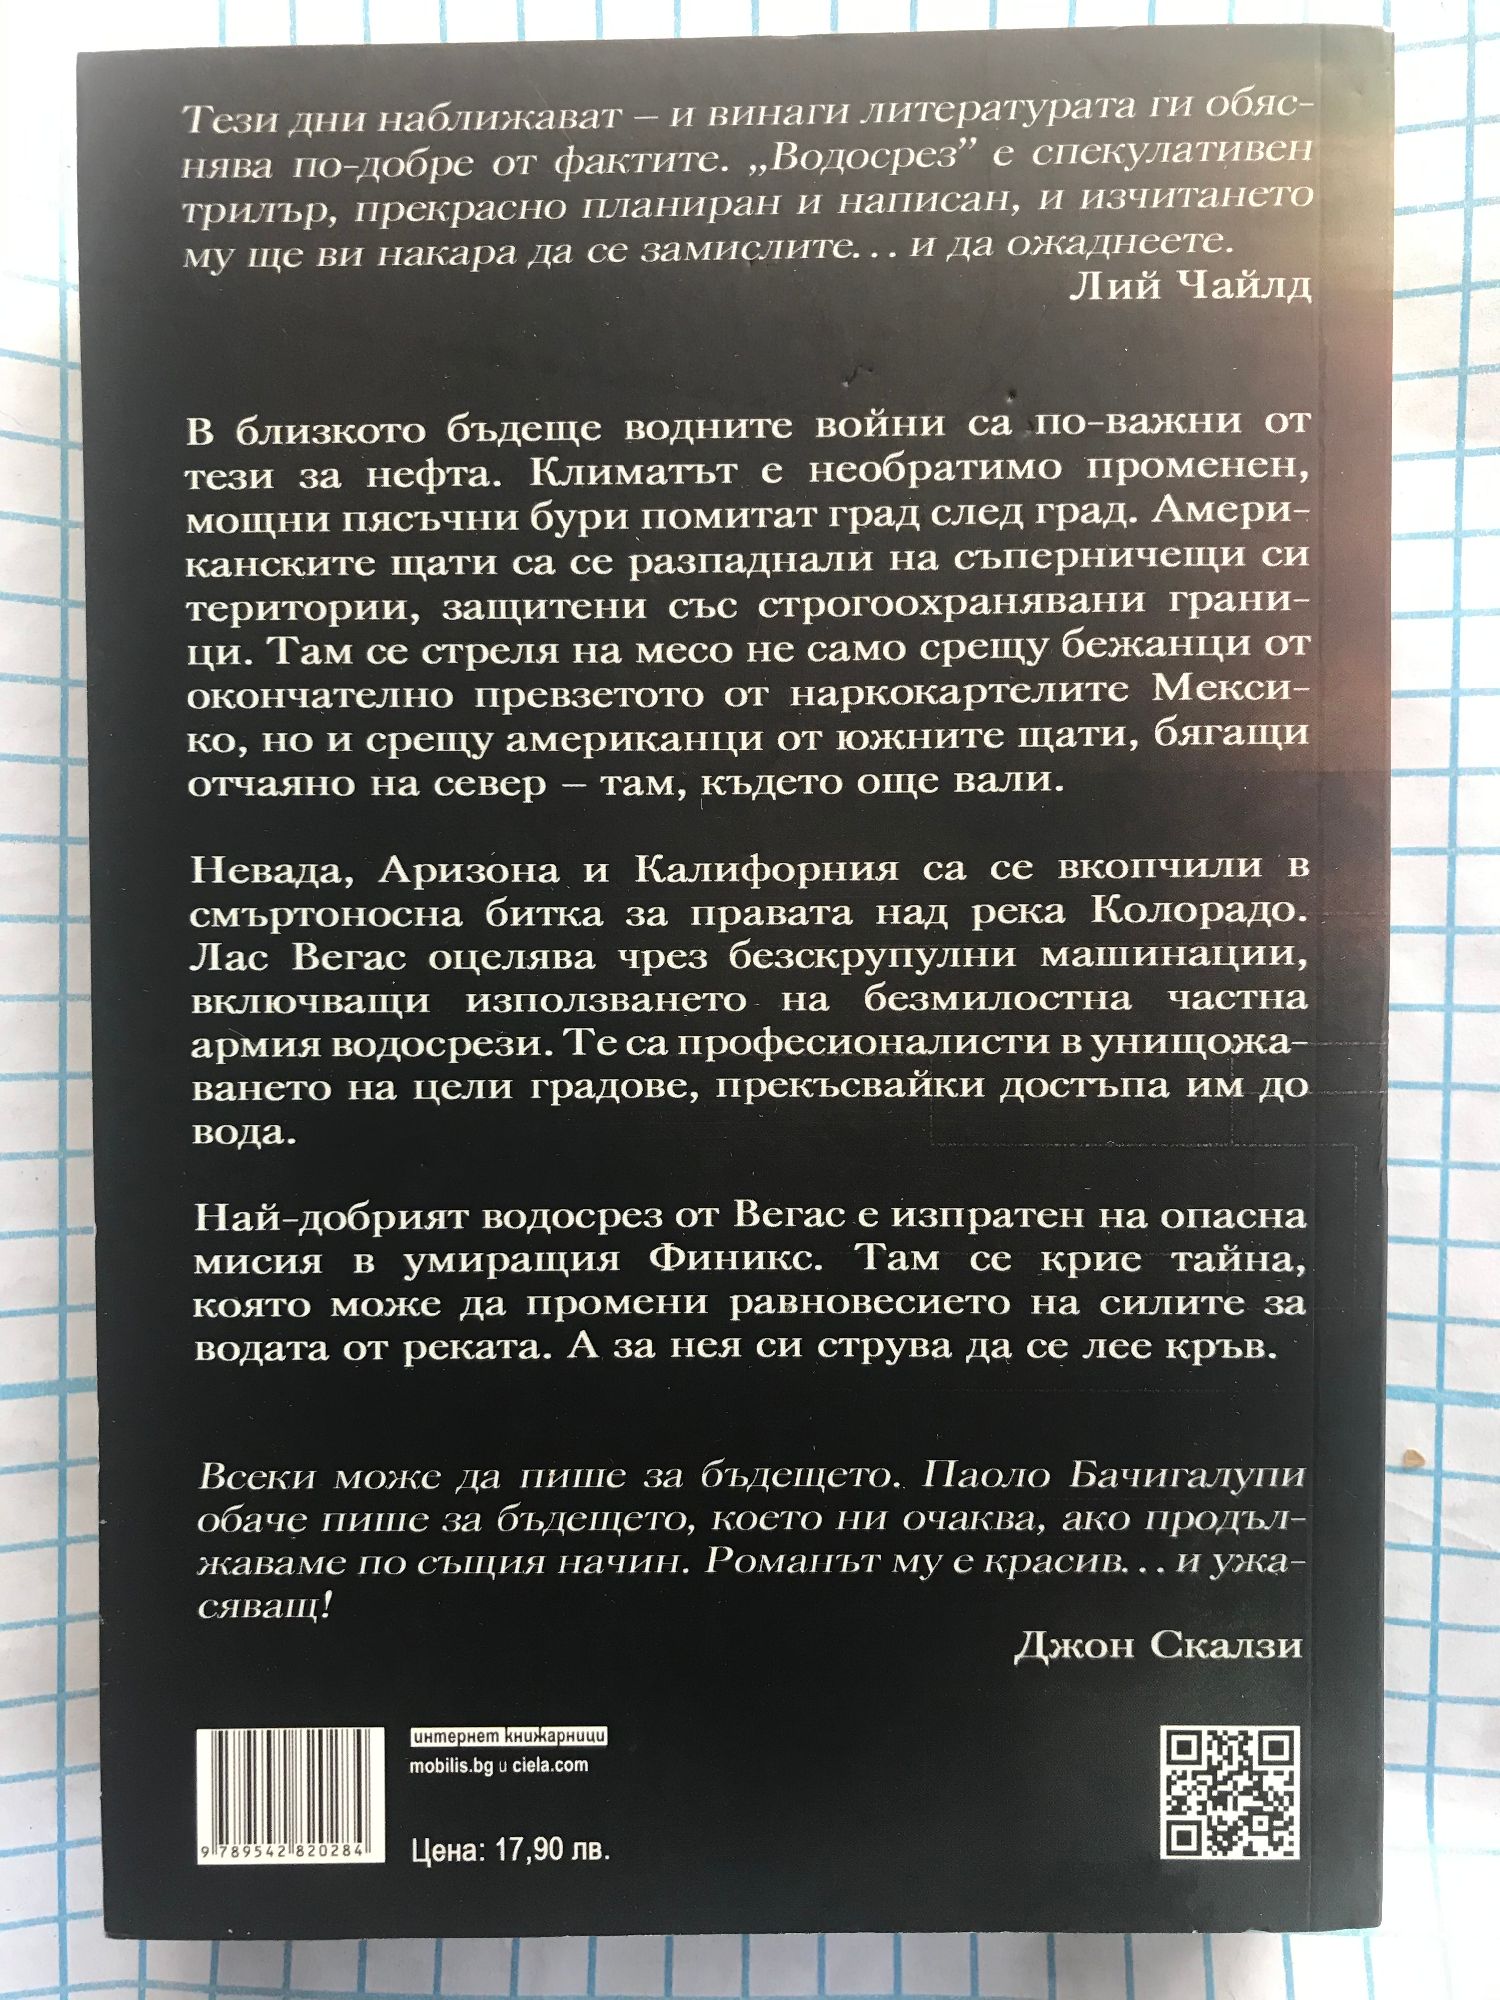 Тези дни наближават – и винаги литературата ги обяс-
нява по-добре от фактите. „Водосрез” е спекулативен
трилър, прекрасно планиран и написан, и изчитането
му ще ви накара да се замислите... и да ожаднеете.
Лий Чайлд
В близкото бъдеще водните войни са по-важни от
тези за нефта. Климатът е необратимо променен,
мощни пясъчни бури помитат град след град. Амери-
канските щати са се разпаднали на съперничещи си
територии, защитени със строгоохранявани грани-
ци. Там се стреля на месо не само срещу бежанци от
окончателно превзетото от наркокартелите Мекси-
ко, но и срещу американци от южните щати, бягащи
отчаяно на север – там, където още вали.
Невада, Аризона и Калифорния са се вкопчили в
смъртоносна битка за правата над река Колорадо.
Лас Вегас оцелява чрез безскрупулни машинации,
включващи използването на безмилостна частна
армия водосрези. Те са професионалисти в унищожа-
ването на цели градове, прекъсвайки достъпа им до
вода.
Най-добрият водосрез от Вегас е изпратен на опасна
мисия в умиращия Финикс. Там се крие тайна,
която може да промени равновесието на силите за
водата от реката. А за нея си струва да се лее кръв.
Всеки може да пише за бъдещето. Паоло Бачигалупи
обаче пише за бъдещето, което ни очаква, ако продъл-
жаваме по същия начин. Романът му е красив... и ужа-
сяващ!
Джон Скалзи
интернет книжарници
mobilis.bg и ciela.com
Цена: 17,90 лв.
9 789542 820284